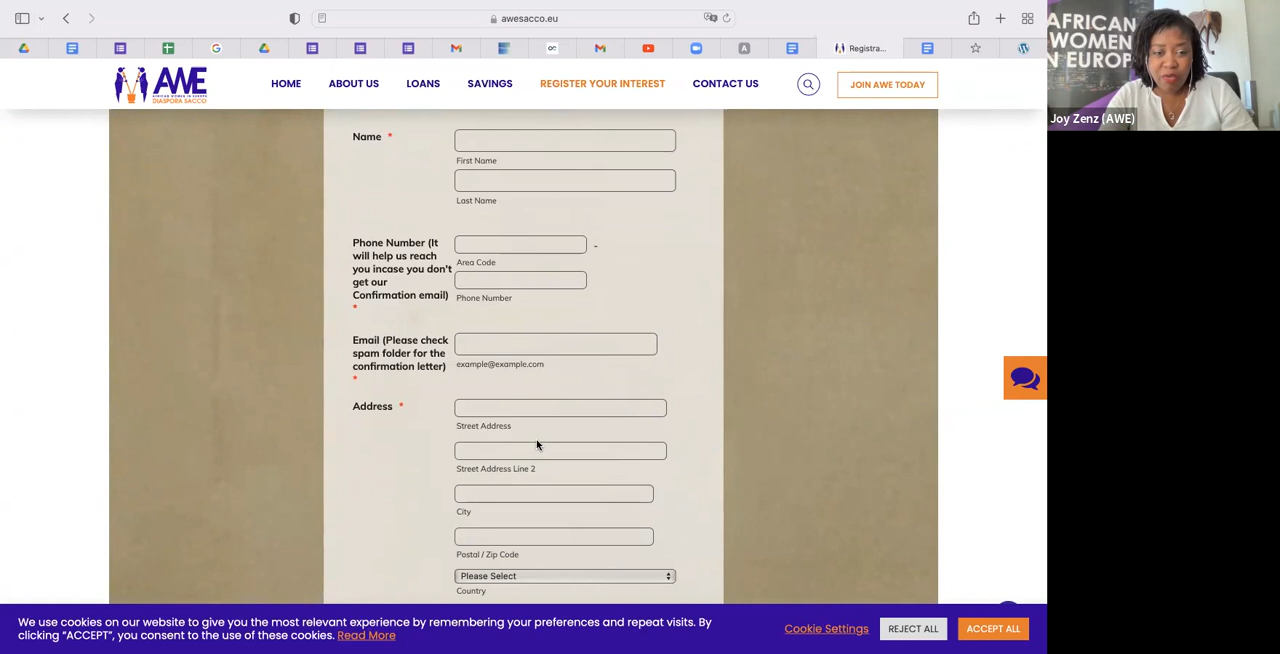 awesacco.eu
Registra...
AWE
AFRICAN WOMEN IN EUROPE
DIASPORA SACCO
HOME
ABOUT US
LOANS
SAVINGS
REGISTER YOUR INTEREST
CONTACT US
JOIN AWE TODAY
AFRICAN
WOMEN
N EUROP
Joy Zenz (AWE)
Name *
First Name
Last Name
Phone Number (It
will help us reach
you incase you don't
get our
Confirmation email)
*
-
Area Code
Phone Number
Email (Please check
spam folder for the
confirmation letter)
*
example@example.com
Address *
Street Address
Street Address Line 2
City
Postal / Zip Code
Please Select
Country
We use cookies on our website to give you the most relevant experience by remembering your preferences and repeat visits. By
clicking “ACCEPT”, you consent to the use of these cookies. Read More
Cookie Settings
REJECT ALL
ACCEPT ALL